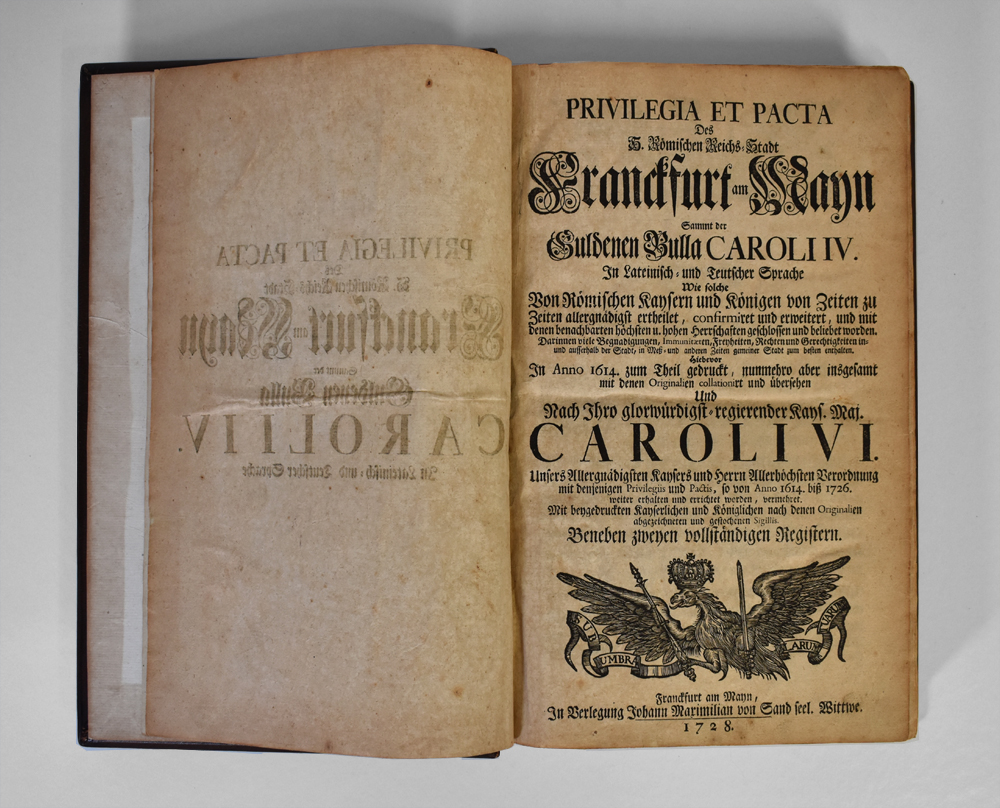 PRIVILEGIA ET PACTA
Des
H. Römischen Reichs-Stadt
Franckfurt am Mayn
Sammt der
Guldenen Bulla CAROLI IV.
In Lateinisch- und Teutscher Sprache
Wie solche
Von Römischen Kaysern und Königen von Zeiten zu
Zeiten allergnädigst ertheilet, confirmiret und erweitert, und mit
denen benachbarten höchsten u. hohen Herrschafften geschlossen und beliebet worden.
Darinnen viele Begnadigungen, Immunitæten, Freyheiten, Rechten und Gerechtigkeiten in-
und ausserhalb der Stadt, in Meß- und anderen Zeiten gemeiner Stadt zum besten enthalten.
Hiebevor
In Anno 1614. zum Theil gedruckt, nunmehro aber insgesamt
mit denen Originalien collationirt und übersehen
Und
Nach Ihro glorwürdigst-regierender Kays. Maj.
CAROLI VI.
Unsers Allergnädigsten Kaysers und Herrn Allerhöchsten Verordnung
mit denjenigen Privilegiis und Pactis, so von Anno 1614. biß 1726.
weiter erhalten und errichtet worden, vermehret.
Mit beygedruckten Kayserlichen und Königlichen nach denen Originalien
abgezeichneten und gestochenen Sigillis.
Beneben zweyen vollständigen Registern.
SUB UMBRA ALARUM TUARUM
Franckfurt am Mayn,
In Verlegung Johann Maximilian von Sand seel. Wittwe.
1728.